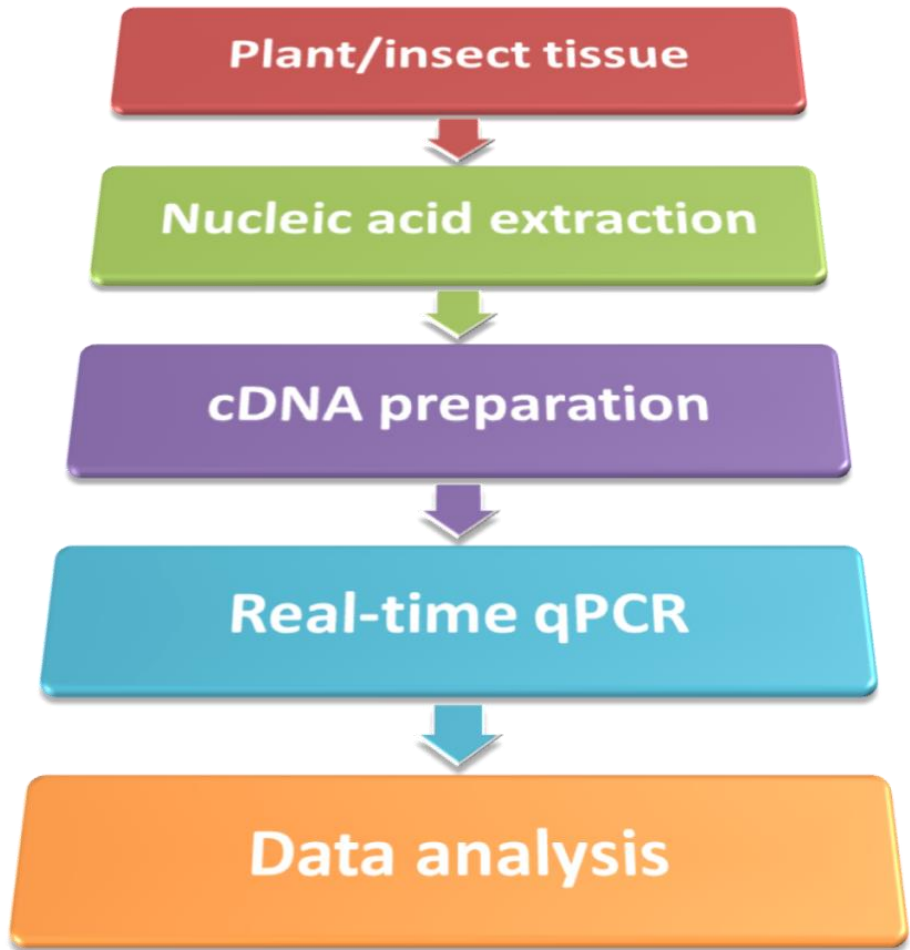 Plant/insect tissue
Nucleic acid extraction
cDNA preparation
Real-time qPCR
Data analysis